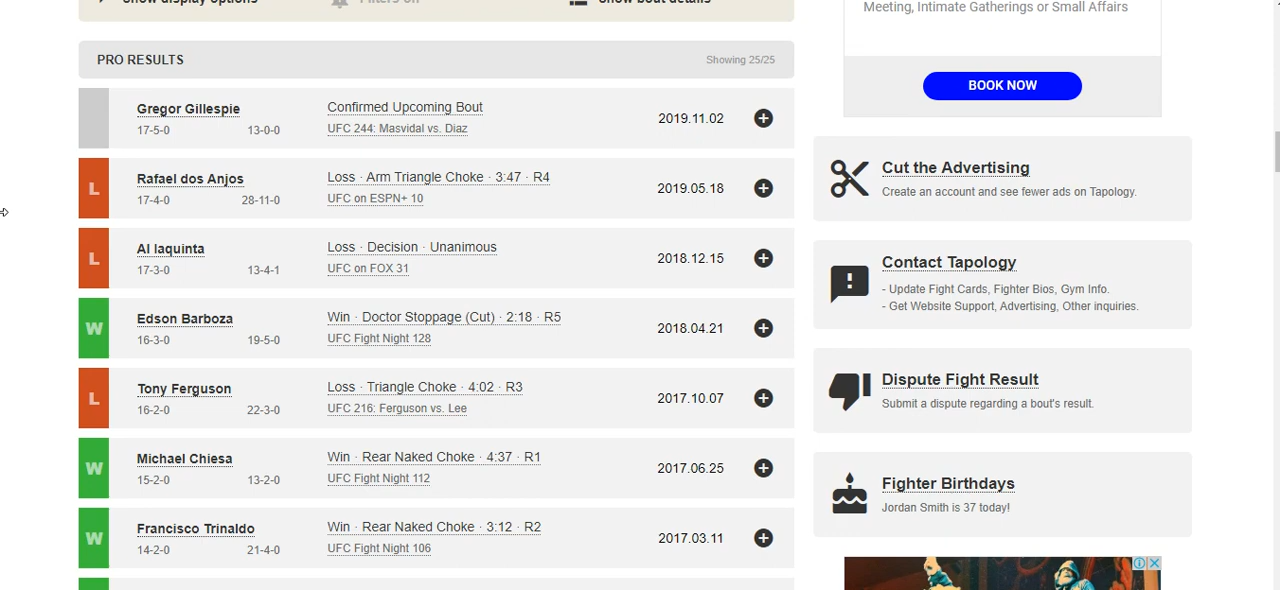 Show display options
Filters off
Show bout details
PRO RESULTS
Showing 25/25
Gregor Gillespie
17-5-0
13-0-0
Confirmed Upcoming Bout
UFC 244: Masvidal vs. Diaz
2019.11.02
L
Rafael dos Anjos
17-4-0
28-11-0
Loss · Arm Triangle Choke · 3:47 · R4
UFC on ESPN+ 10
2019.05.18
L
Al Iaquinta
17-3-0
13-4-1
Loss · Decision · Unanimous
UFC on FOX 31
2018.12.15
W
Edson Barboza
16-3-0
19-5-0
Win · Doctor Stoppage (Cut) · 2:18 · R5
UFC Fight Night 128
2018.04.21
L
Tony Ferguson
16-2-0
22-3-0
Loss · Triangle Choke · 4:02 · R3
UFC 216: Ferguson vs. Lee
2017.10.07
W
Michael Chiesa
15-2-0
13-2-0
Win · Rear Naked Choke · 4:37 · R1
UFC Fight Night 112
2017.06.25
W
Francisco Trinaldo
14-2-0
21-4-0
Win · Rear Naked Choke · 3:12 · R2
UFC Fight Night 106
2017.03.11
Meeting, Intimate Gatherings or Small Affairs
BOOK NOW
Cut the Advertising
Create an account and see fewer ads on Tapology.
Contact Tapology
- Update Fight Cards, Fighter Bios, Gym Info.
- Get Website Support, Advertising, Other inquiries.
Dispute Fight Result
Submit a dispute regarding a bout's result.
Fighter Birthdays
Jordan Smith is 37 today!